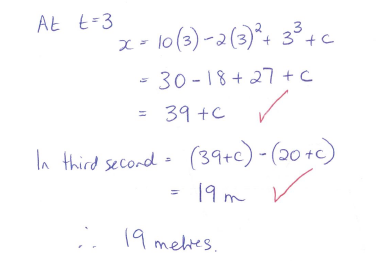 At t=3
x = 10(3) - 2(3)² + 3³ + c
= 30 - 18 + 27 + c
= 39 + c ✓
In third second = (39+c) - (20+c)
= 19 m ✓
∴ 19 metres.